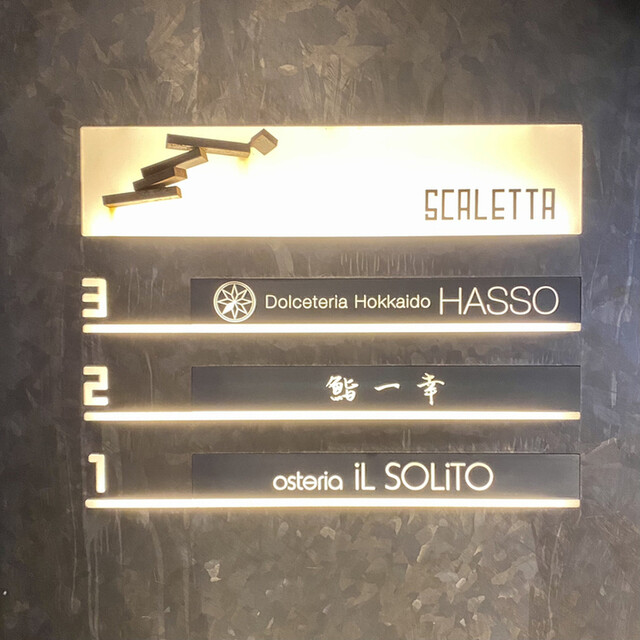 SCALETTA
3 Dolceteria Hokkaido HASSO
2 鮨一幸
1 osteria iL SOLiTO